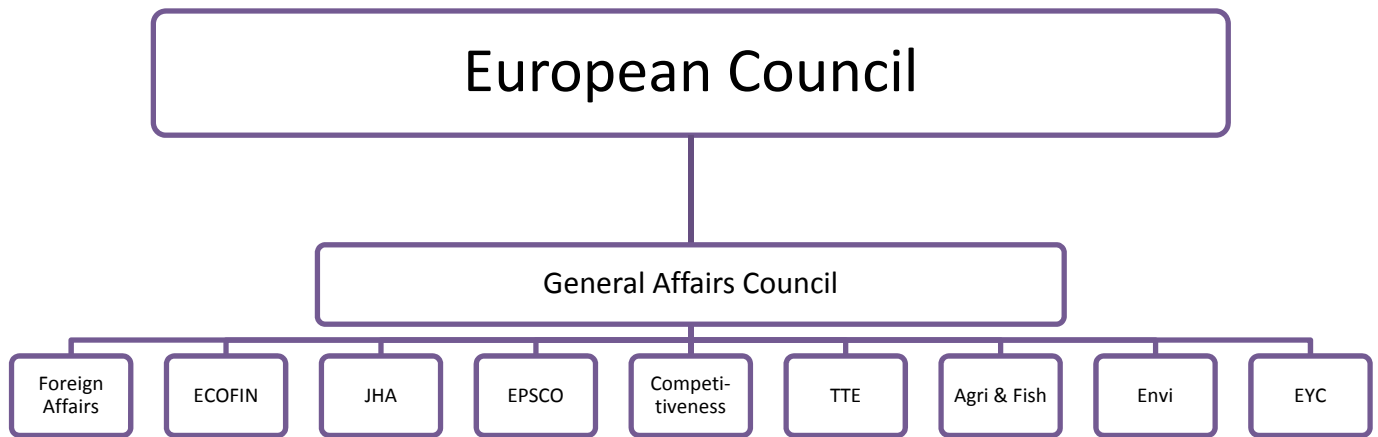 European Council
General Affairs Council
Foreign
Affairs
ECOFIN
JHA
EPSCO
Competi-
tiveness
TTE
Agri & Fish
Envi
EYC